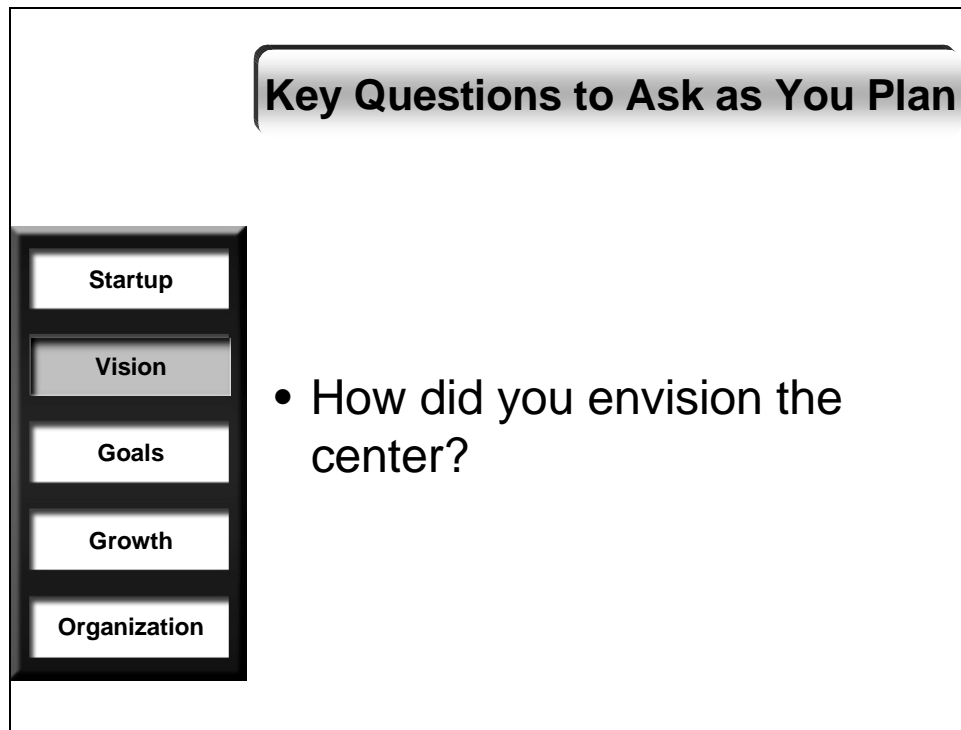 Key Questions to Ask as You Plan
Startup
Vision
Goals
Growth
Organization
• How did you envision the
center?